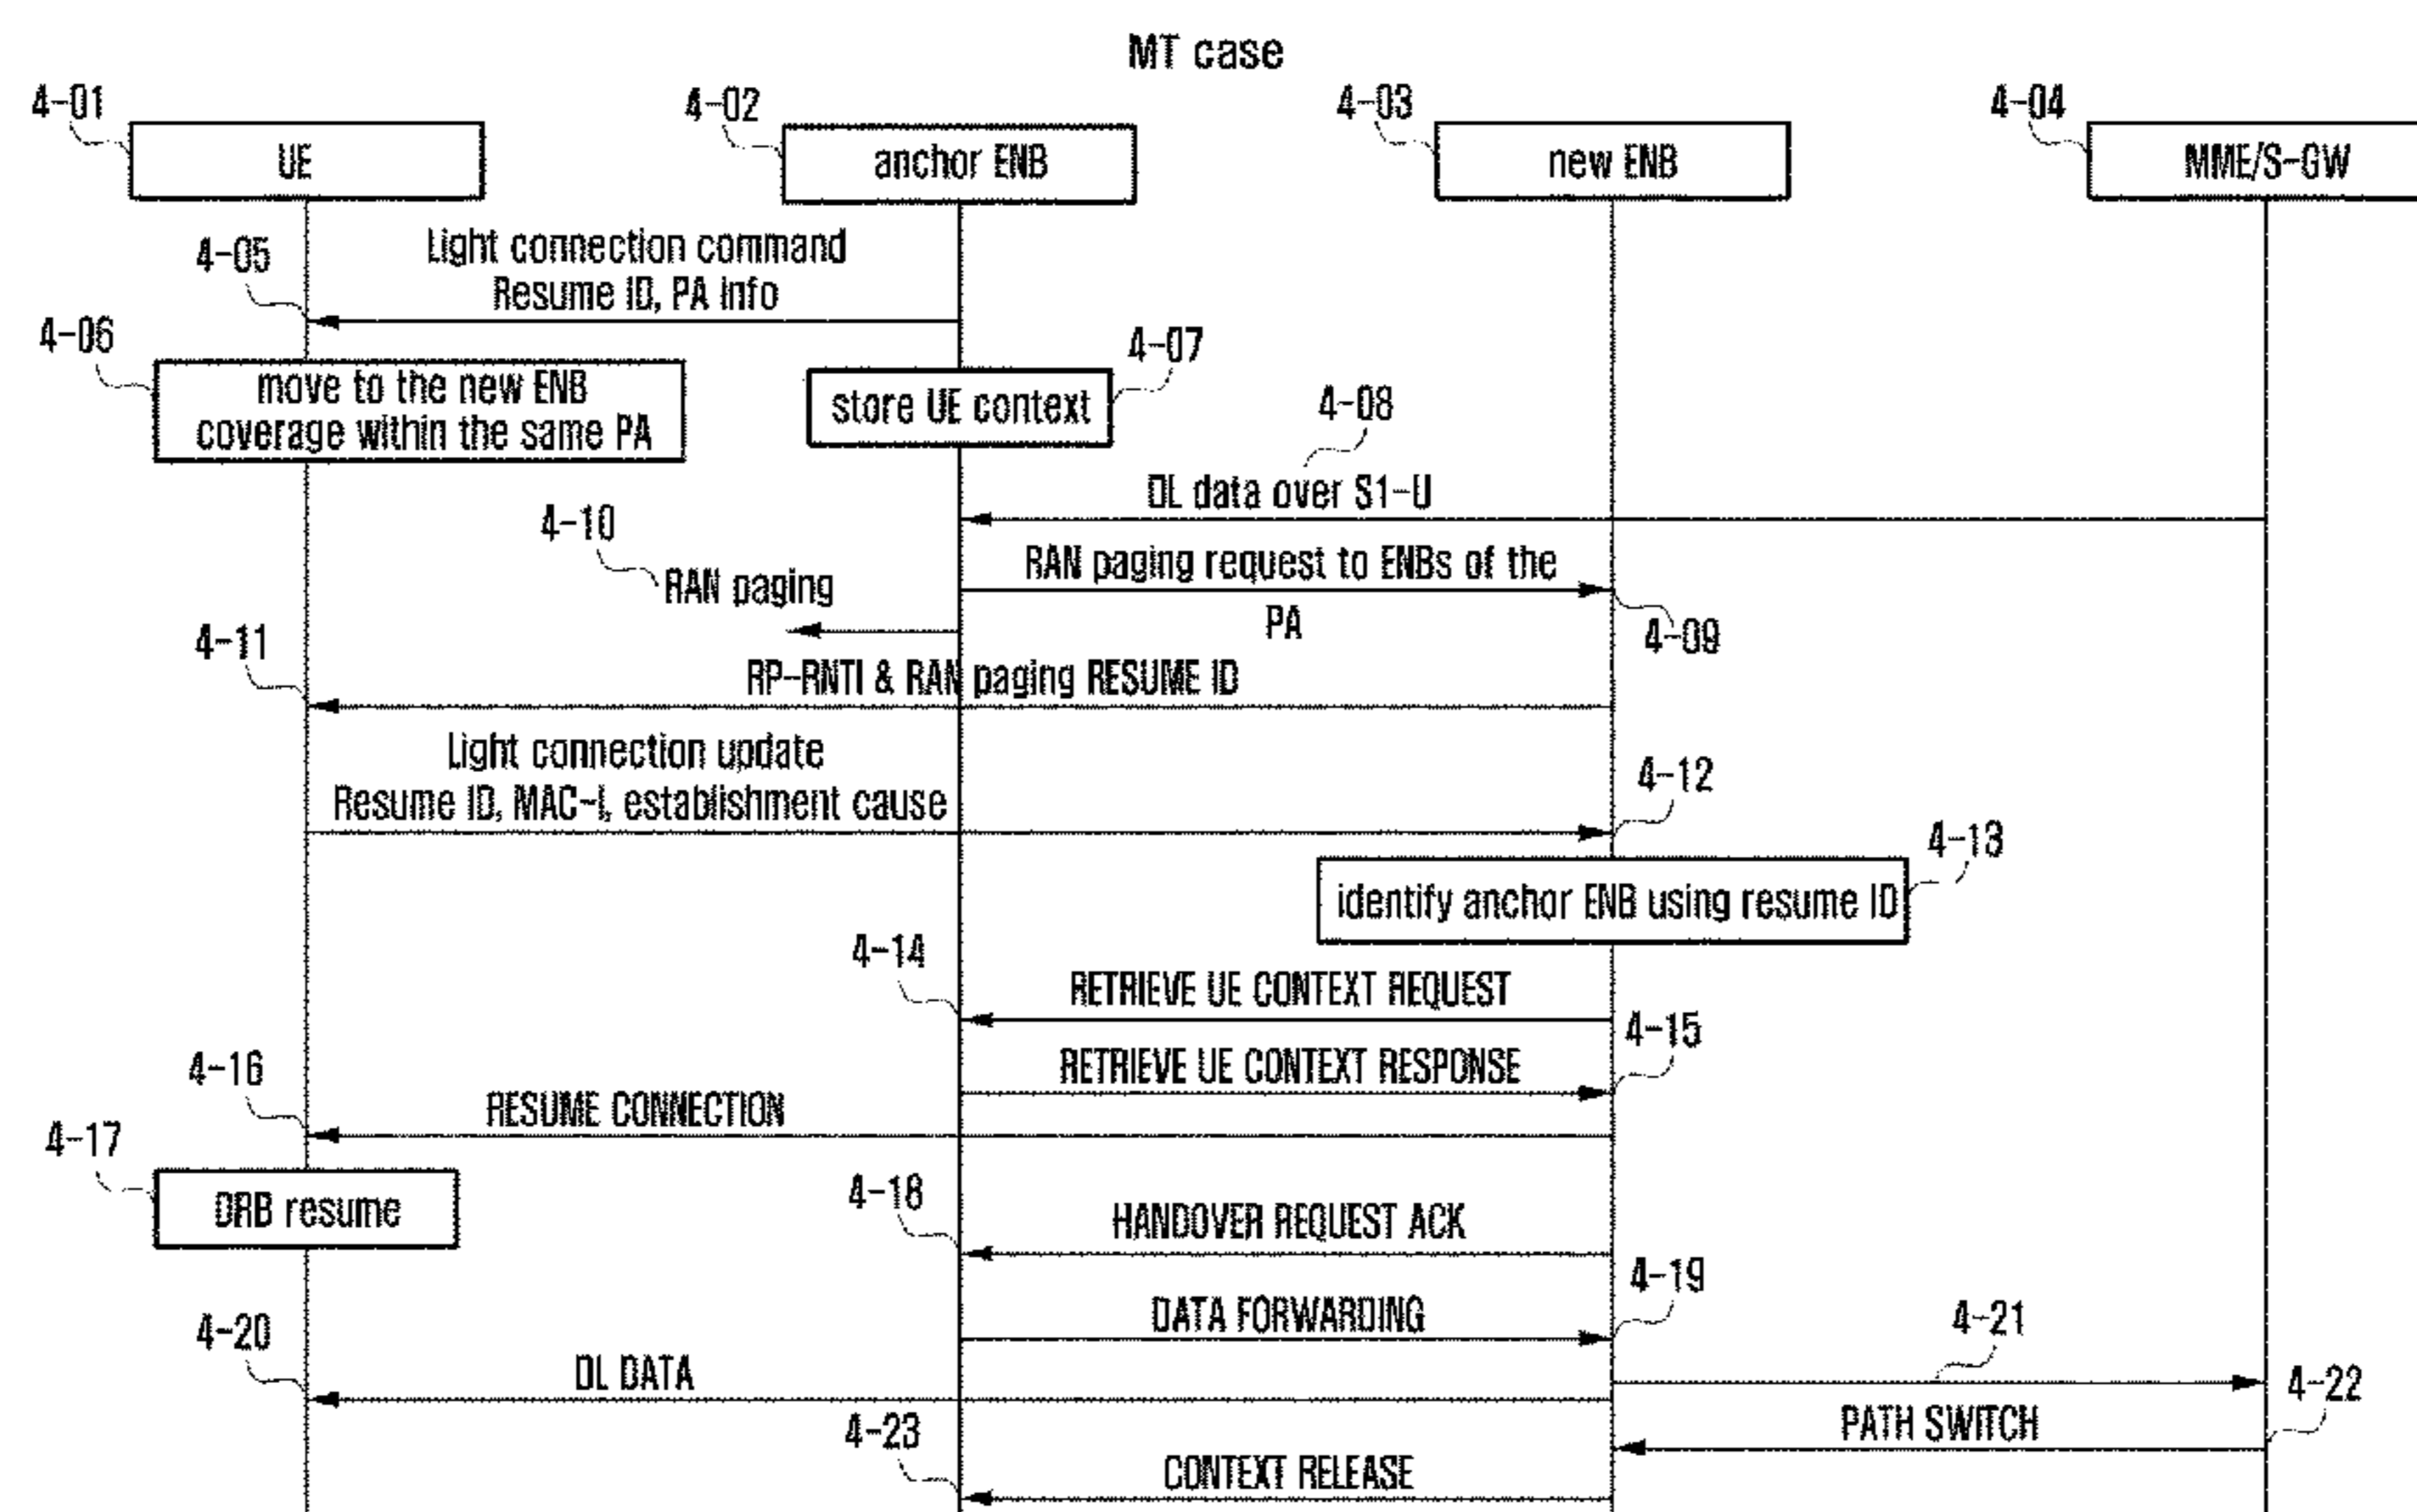 MT case
4-01
4-02
4-03
4-04
UE
anchor ENB
new ENB
MME/S-GW
4-05
Light connection command
Resume ID, PA info
4-06
move to the new ENB
coverage within the same PA
4-07
store UE context
4-08
DL data over S1-U
4-10
RAN paging
RAN paging request to ENBs of the
PA
4-09
4-11
RP-RNTI & RAN paging RESUME ID
Light connection update
Resume ID, MAC-I, establishment cause
4-12
4-13
identify anchor ENB using resume ID
4-14
RETRIEVE UE CONTEXT REQUEST
4-15
RETRIEVE UE CONTEXT RESPONSE
4-16
RESUME CONNECTION
4-17
DRB resume
4-18
HANDOVER REQUEST ACK
4-19
DATA FORWARDING
4-20
DL DATA
4-21
4-22
PATH SWITCH
4-23
CONTEXT RELEASE